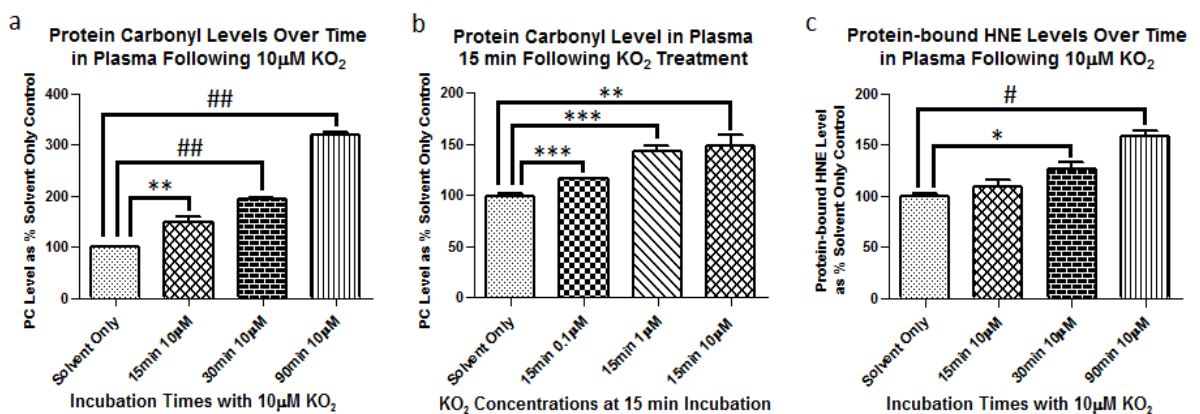 a
Protein Carbonyl Levels Over Time
in Plasma Following 10µM KO₂
PC Level as % Solvent Only Control
400
300
200
100
0
##
##
**
Solvent Only
15min 10µM
30min 10µM
90min 10µM
Incubation Times with 10µM KO₂
b
Protein Carbonyl Level in Plasma
15 min Following KO₂ Treatment
PC Level as % Solvent Only Control
200
150
100
50
0
**
***
***
Solvent Only
15min 0.1µM
15min 1µM
15min 10µM
KO₂ Concentrations at 15 min Incubation
c
Protein-bound HNE Levels Over Time
in Plasma Following 10µM KO₂
Protein-bound HNE Level
as % Solvent Only Control
200
150
100
50
0
#
*
Solvent Only
15min 10µM
30min 10µM
90min 10µM
Incubation Times with 10µM KO₂